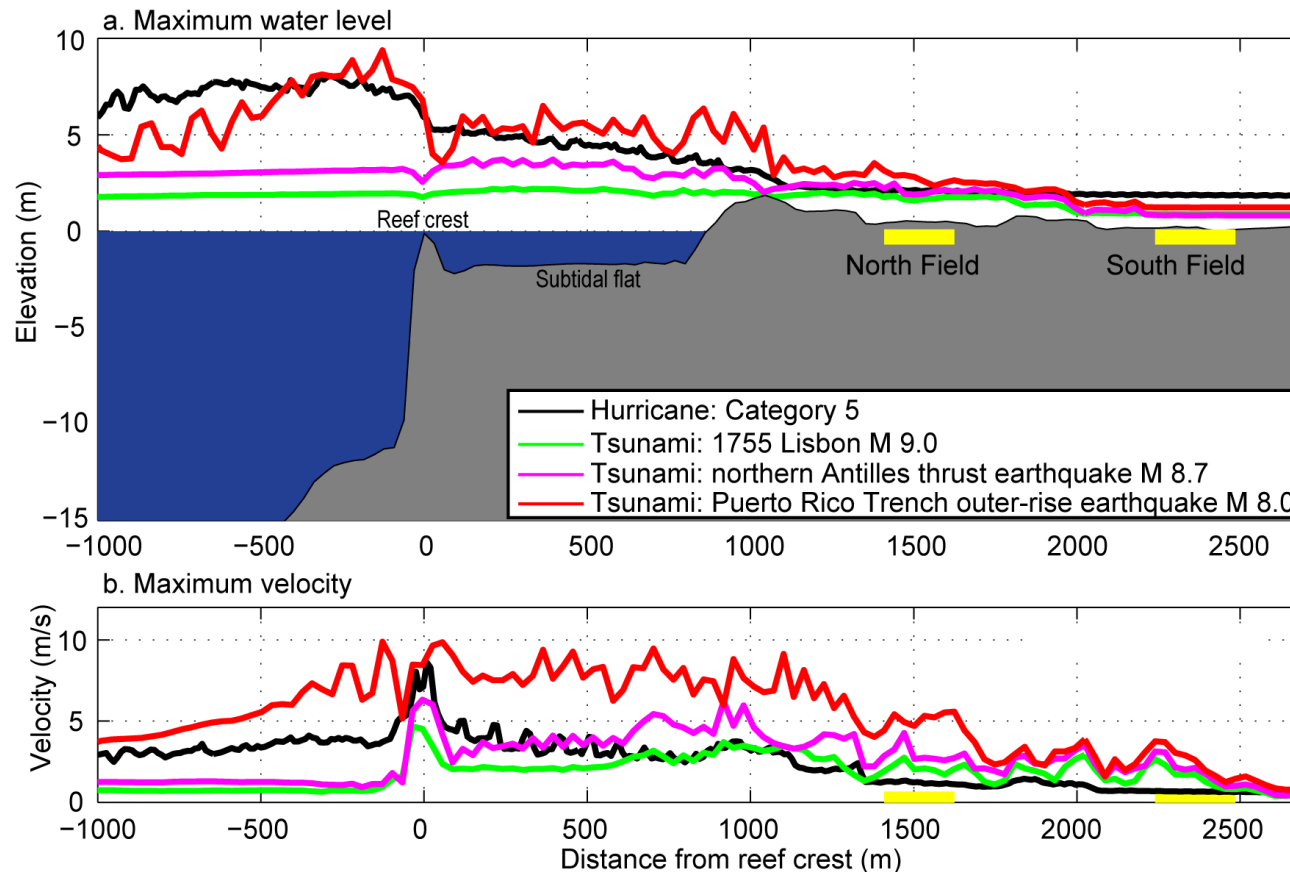 a. Maximum water level
10
5
0
−5
−10
−15
Elevation (m)
Reef crest
Subtidal flat
North Field
South Field
Hurricane: Category 5
Tsunami: 1755 Lisbon M 9.0
Tsunami: northern Antilles thrust earthquake M 8.7
Tsunami: Puerto Rico Trench outer-rise earthquake M 8.0
−1000 −500 0 500 1000 1500 2000 2500
b. Maximum velocity
10
5
0
Velocity (m/s)
−1000 −500 0 500 1000 1500 2000 2500
Distance from reef crest (m)